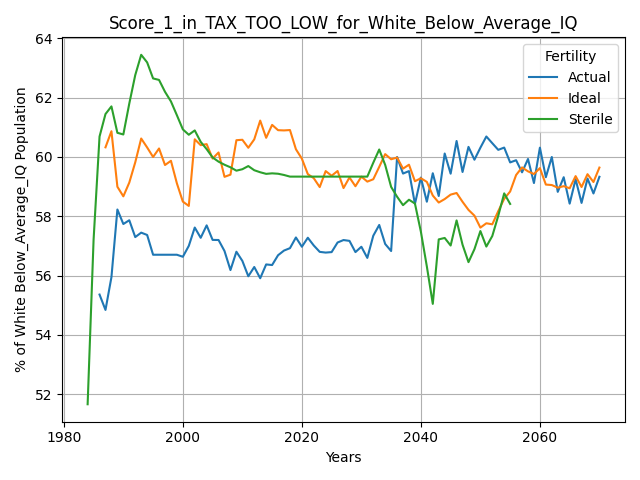 Score_1_in_TAX_TOO_LOW_for_White_Below_Average_IQ
64
62
60
58
56
54
52
% of White Below_Average_IQ Population
Fertility
Actual
Ideal
Sterile
1980
2000
2020
2040
2060
Years